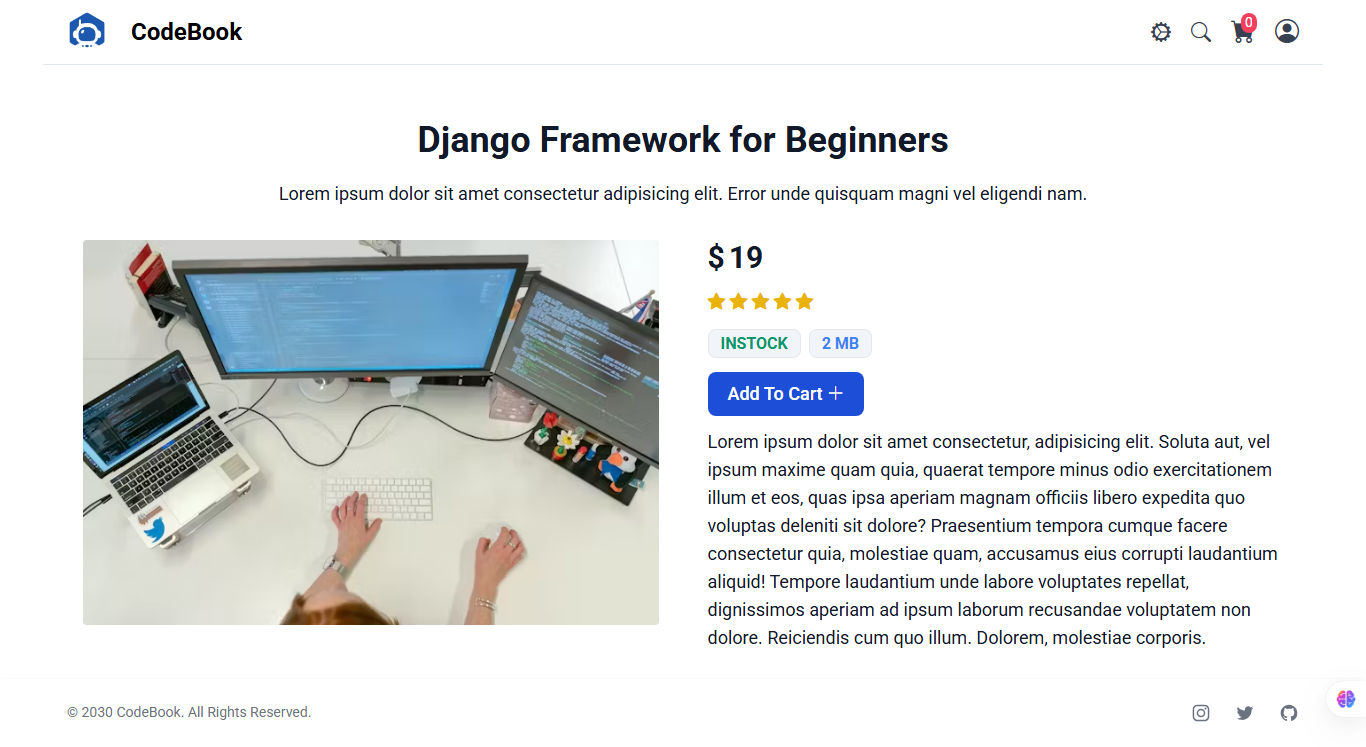 CodeBook
0
Django Framework for Beginners
Lorem ipsum dolor sit amet consectetur adipisicing elit. Error unde quisquam magni vel eligendi nam.
$ 19
INSTOCK 2 MB
Add To Cart +
Lorem ipsum dolor sit amet consectetur, adipisicing elit. Soluta aut, vel
ipsum maxime quam quia, quaerat tempore minus odio exercitationem
illum et eos, quas ipsa aperiam magnam officiis libero expedita quo
voluptas deleniti sit dolore? Praesentium tempora cumque facere
consectetur quia, molestiae quam, accusamus eius corrupti laudantium
aliquid! Tempore laudantium unde labore voluptates repellat,
dignissimos aperiam ad ipsum laborum recusandae voluptatem non
dolore. Reiciendis cum quo illum. Dolorem, molestiae corporis.
© 2030 CodeBook. All Rights Reserved.